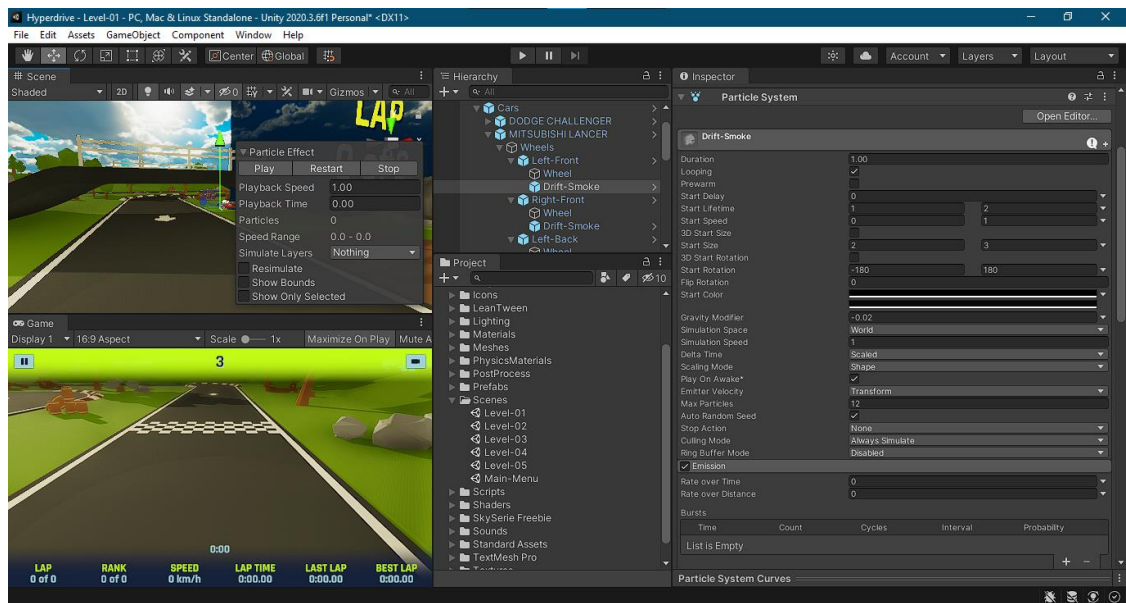 Hyperdrive - Level-01 - PC, Mac & Linux Standalone - Unity 2020.3.6f1 Personal* <DX11>
File Edit Assets GameObject Component Window Help
Center Global
Account Layers Layout
# Scene
Shaded 2D 0 Gizmos All
LAP
Particle Effect
Play Restart Stop
Playback Speed 1.00
Playback Time 0.00
Particles 0
Speed Range 0.0 - 0.0
Simulate Layers Nothing
Resimulate
Show Bounds
Show Only Selected
Game
Display 1 16:9 Aspect Scale 1x Maximize On Play Mute A
3
0:00
LAP RANK SPEED LAP TIME LAST LAP BEST LAP
0 of 0 0 of 0 0 km/h 0:00.00 0:00.00 0:00.00
Hierarchy
All
Cars
DODGE CHALLENGER
MITSUBISHI LANCER
Wheels
Left-Front
Wheel
Drift-Smoke
Right-Front
Wheel
Drift-Smoke
Left-Back
Wheel
Project
10
Icons
LeanTween
Lighting
Materials
Meshes
PhysicsMaterials
PostProcess
Prefabs
Scenes
Level-01
Level-02
Level-03
Level-04
Level-05
Main-Menu
Scripts
Shaders
SkySerie Freebie
Sounds
Standard Assets
TextMesh Pro
Textures
Inspector
Particle System
Open Editor...
Drift-Smoke
Duration 1.00
Looping
Prewarm
Start Delay 0
Start Lifetime 1 2
Start Speed 0 1
3D Start Size
Start Size 2 3
3D Start Rotation
Start Rotation -180 180
Flip Rotation 0
Start Color
Gravity Modifier -0.02
Simulation Space World
Simulation Speed 1
Delta Time Scaled
Scaling Mode Shape
Play On Awake*
Emitter Velocity Transform
Max Particles 12
Auto Random Seed
Stop Action None
Culling Mode Always Simulate
Ring Buffer Mode Disabled
Emission
Rate over Time 0
Rate over Distance 0
Bursts
Time Count Cycles Interval Probability
List is Empty
Particle System Curves